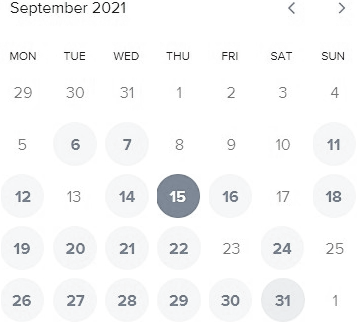 September 2021
MON TUE WED THU FRI SAT SUN
29 30 31 1 2 3 4
5 6 7 8 9 10 11
12 13 14 15 16 17 18
19 20 21 22 23 24 25
26 27 28 29 30 31 1